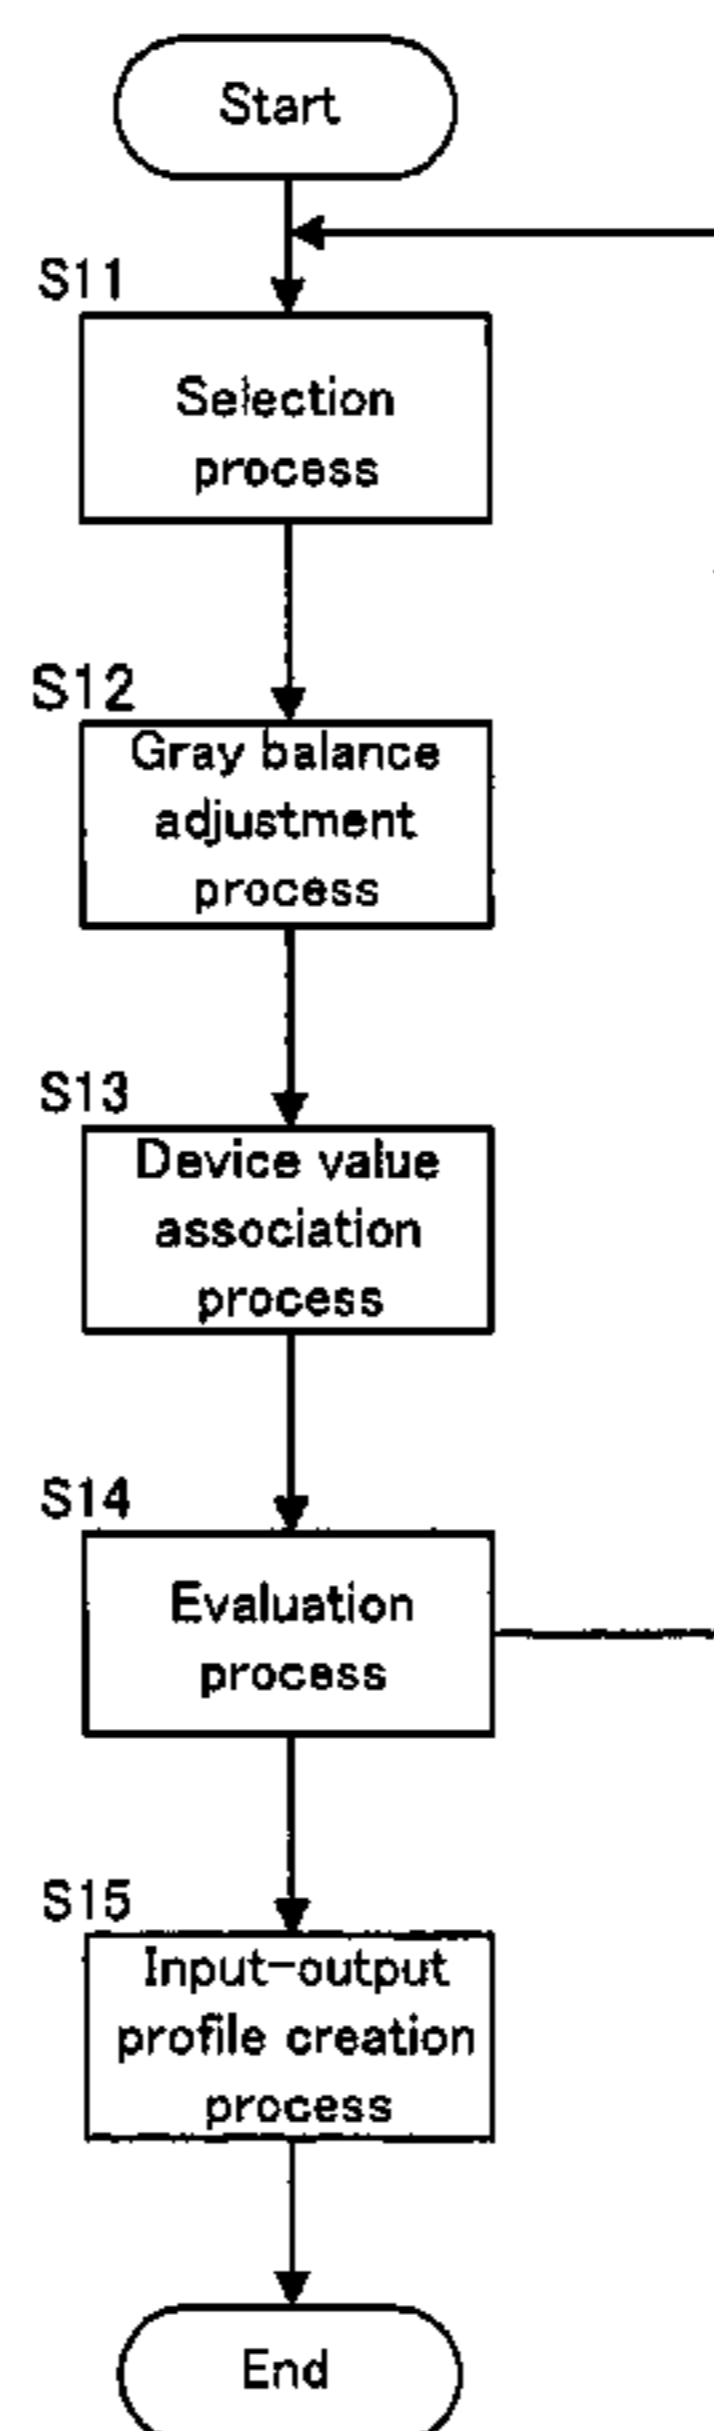 Start
S11
Selection
process
S12
Gray balance
adjustment
process
S13
Device value
association
process
S14
Evaluation
process
S15
Input-output
profile creation
process
End